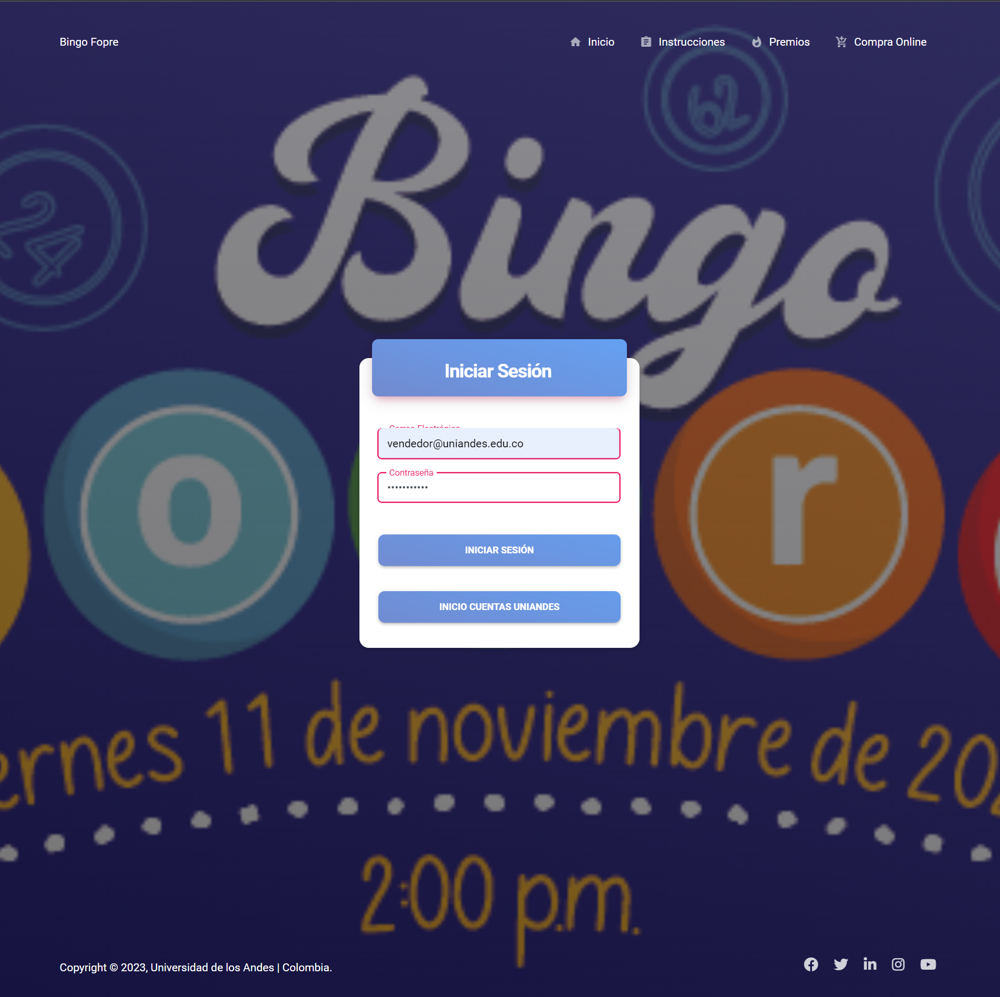 Bingo Fopre
Inicio
Instrucciones
Premios
Compra Online
62
24
Bingo
Iniciar Sesión
Correo Electrónico
vendedor@uniandes.edu.co
Contraseña
•••••••••••
o
r
INICIAR SESIÓN
INICIO CUENTAS UNIANDES
ernes 11 de noviembre de 202
2:00 p.m.
Copyright © 2023, Universidad de los Andes | Colombia.